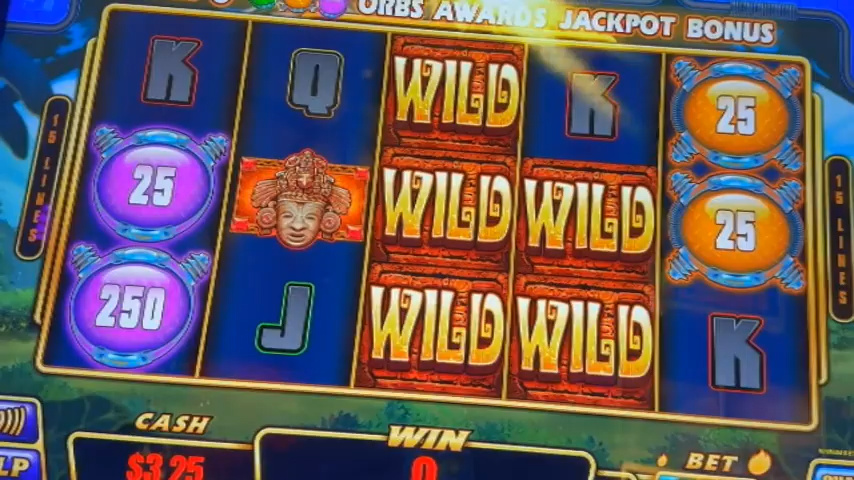 ORBS AWARDS JACKPOT BONUS
K Q WILD K 25
15 LINES
25 WILD WILD 25
15 LINES
250 J WILD WILD K
CASH WIN BET
$3.25 0